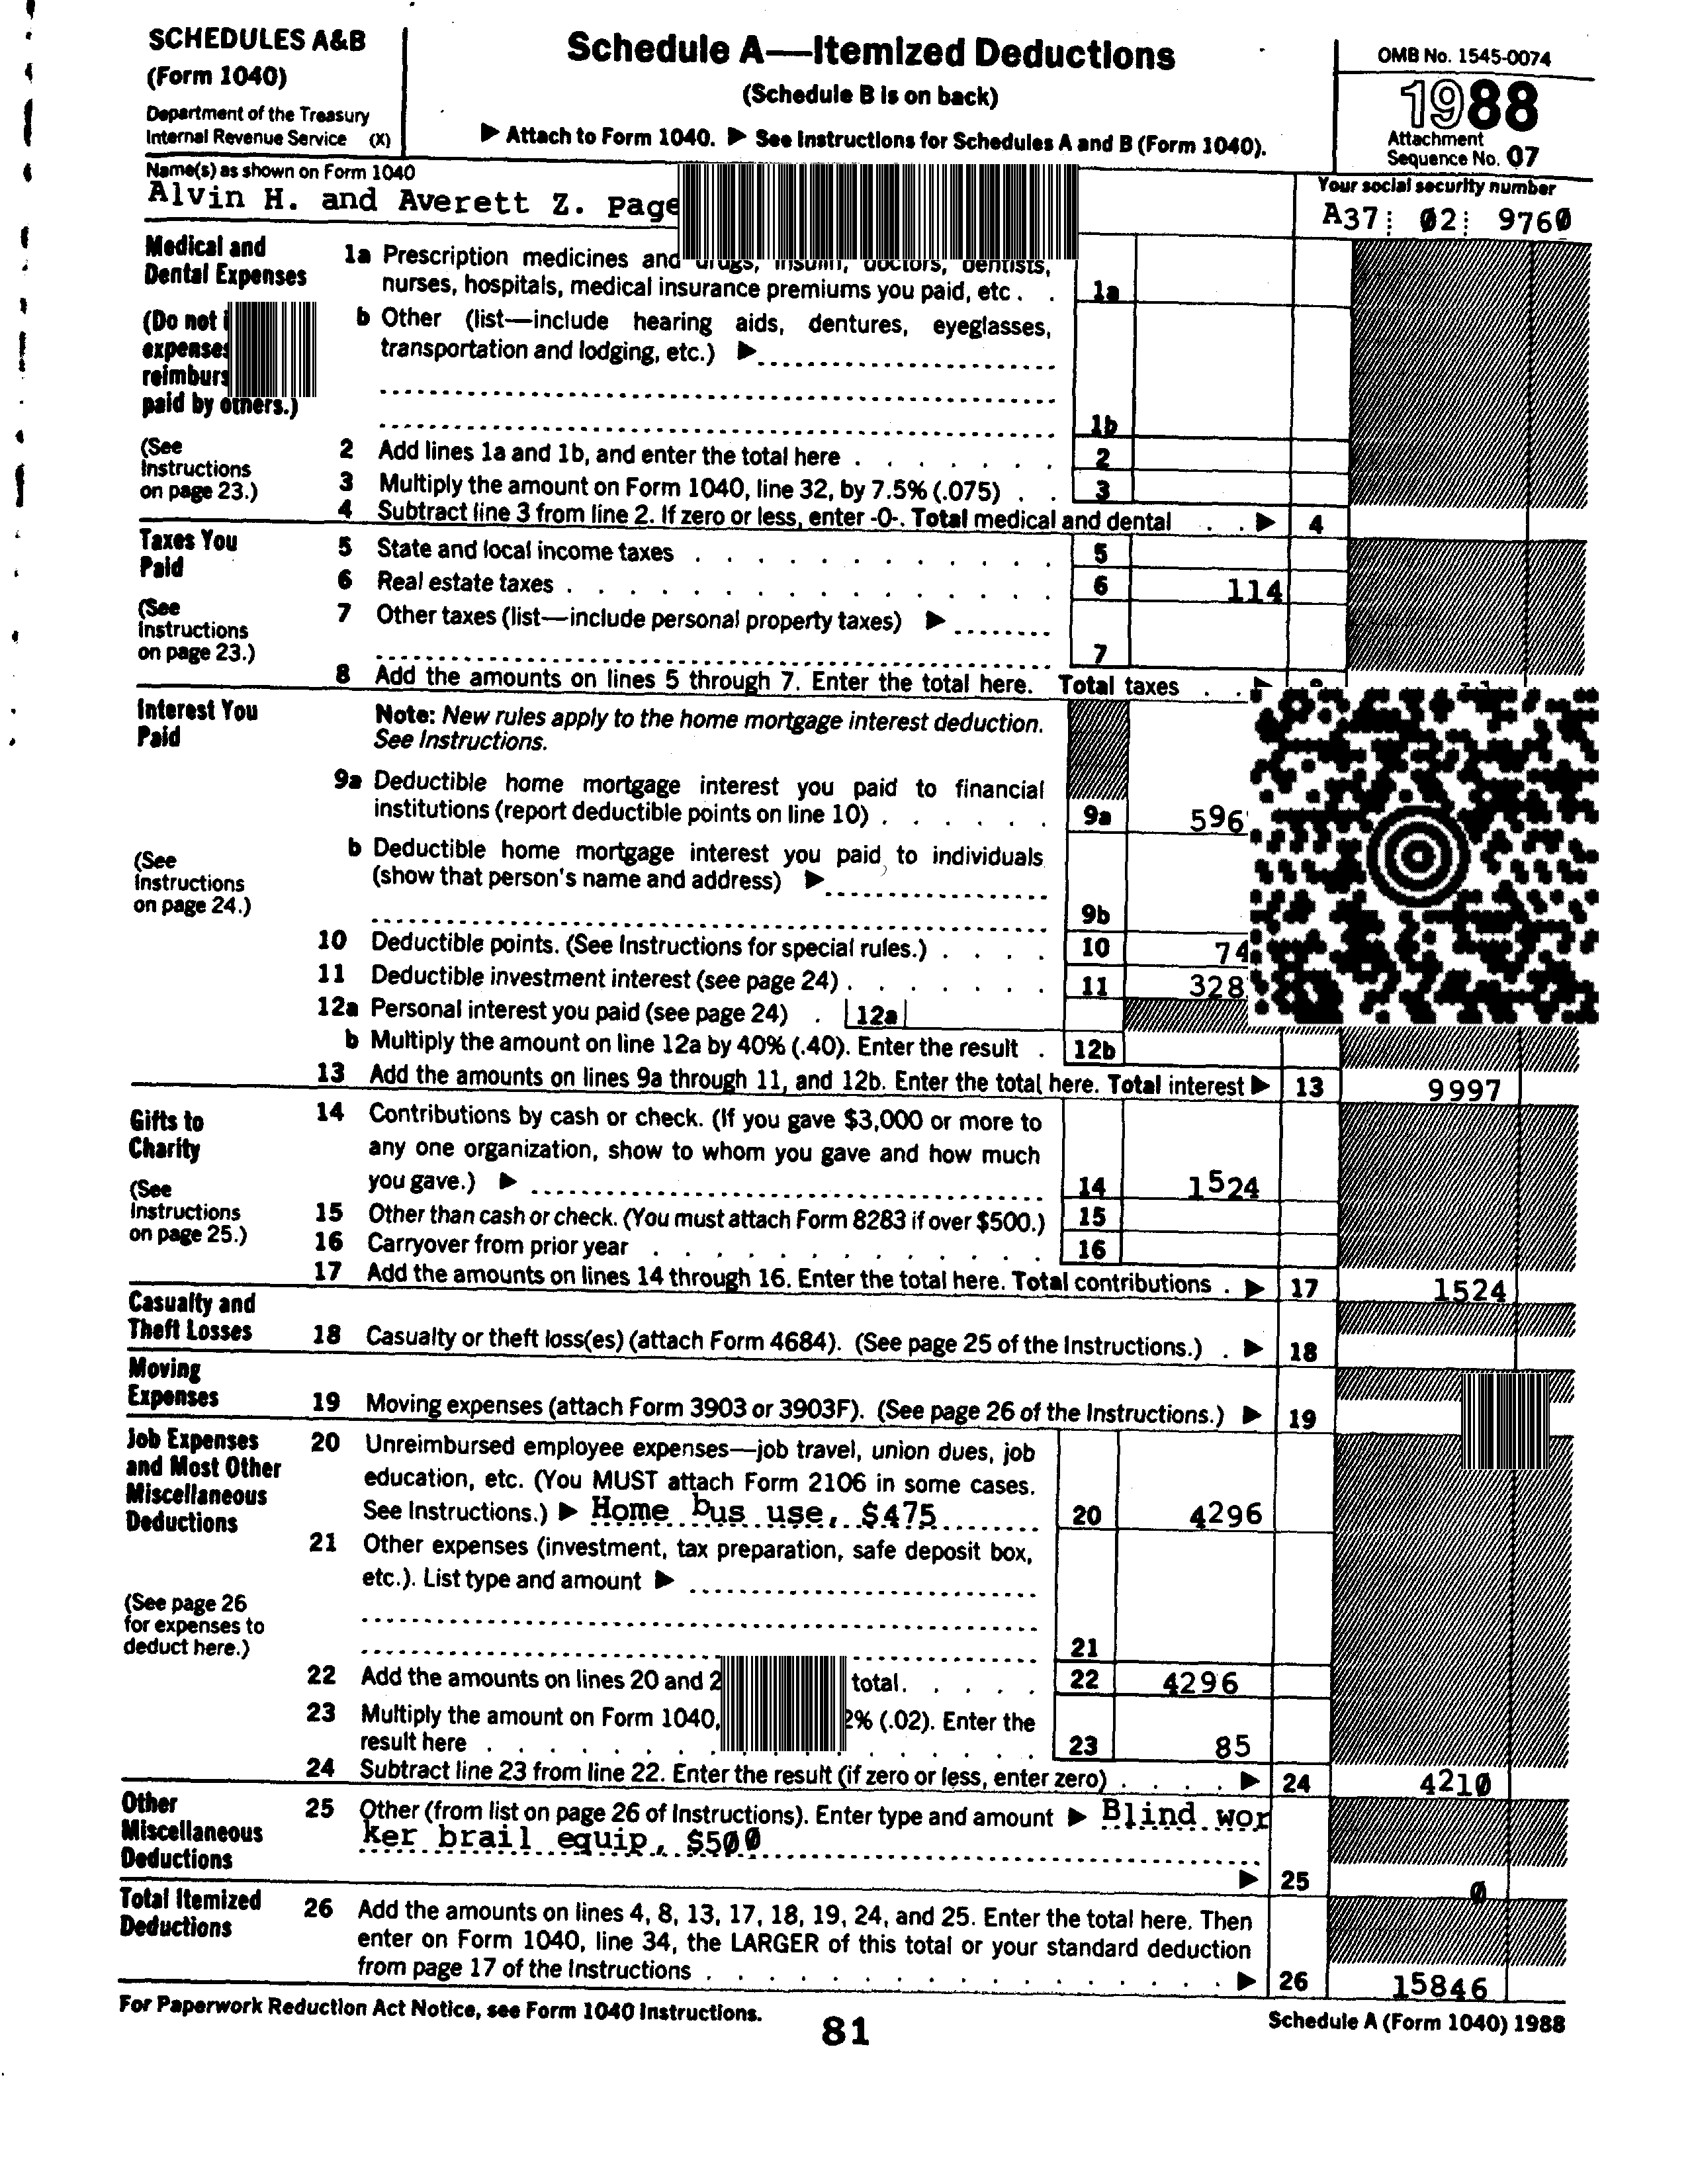 SCHEDULES A&B
(Form 1040)
Department of the Treasury
Internal Revenue Service (X)
Schedule A—Itemized Deductions
(Schedule B is on back)
▶ Attach to Form 1040. ▶ See Instructions for Schedules A and B (Form 1040).
OMB No. 1545-0074
1988
Attachment
Sequence No. 07
Name(s) as shown on Form 1040
Alvin H. and Averett Z. Page
Your social security number
A37 02 9760
Medical and
Dental Expenses
(Do not
expenses
paid by others.)
(See
Instructions
on page 23.)
1a Prescription medicines and drugs, insulin, doctors, dentists,
nurses, hospitals, medical insurance premiums you paid, etc . . 1a
b Other (list—include hearing aids, dentures, eyeglasses,
transportation and lodging, etc.) ▶
1b
2 Add lines 1a and 1b, and enter the total here . . . . . . . 2
3 Multiply the amount on Form 1040, line 32, by 7.5% (.075) . . 3
4 Subtract line 3 from line 2. If zero or less, enter -0-. Total medical and dental . . ▶ 4
Taxes You
Paid
(See
Instructions
on page 23.)
5 State and local income taxes . . . . . . . . . . . . 5
6 Real estate taxes . . . . . . . . . . . . . . . . 6 114
7 Other taxes (list—include personal property taxes) ▶
7
8 Add the amounts on lines 5 through 7. Enter the total here. Total taxes . . ▶
Interest You
Paid
(See
Instructions
on page 24.)
Note: New rules apply to the home mortgage interest deduction.
See Instructions.
9a Deductible home mortgage interest you paid to financial
institutions (report deductible points on line 10) . . . . . . 9a 596
b Deductible home mortgage interest you paid to individuals
(show that person's name and address) ▶
9b
10 Deductible points. (See Instructions for special rules.) . . . . 10 74
11 Deductible investment interest (see page 24) . . . . . . . 11 328
12a Personal interest you paid (see page 24) . 12a
b Multiply the amount on line 12a by 40% (.40). Enter the result . 12b
13 Add the amounts on lines 9a through 11, and 12b. Enter the total here. Total interest ▶ 13 9997
Gifts to
Charity
(See
Instructions
on page 25.)
14 Contributions by cash or check. (If you gave $3,000 or more to
any one organization, show to whom you gave and how much
you gave.) ▶ 14 1524
15 Other than cash or check. (You must attach Form 8283 if over $500.) 15
16 Carryover from prior year . . . . . . . . . . . . . 16
17 Add the amounts on lines 14 through 16. Enter the total here. Total contributions . ▶ 17 1524
Casualty and
Theft Losses
18 Casualty or theft loss(es) (attach Form 4684). (See page 25 of the Instructions.) . ▶ 18
Moving
Expenses
19 Moving expenses (attach Form 3903 or 3903F). (See page 26 of the Instructions.) ▶ 19
Job Expenses
and Most Other
Miscellaneous
Deductions
(See page 26
for expenses to
deduct here.)
20 Unreimbursed employee expenses—job travel, union dues, job
education, etc. (You MUST attach Form 2106 in some cases.
See Instructions.) ▶ Home bus use, $475 20 4296
21 Other expenses (investment, tax preparation, safe deposit box,
etc.). List type and amount ▶
21
22 Add the amounts on lines 20 and 2 total. . . . . . 22 4296
23 Multiply the amount on Form 1040, 2% (.02). Enter the
result here . . . . . . . . . . . . . . . . . . 23 85
24 Subtract line 23 from line 22. Enter the result (if zero or less, enter zero) . . . . . ▶ 24 4210
Other
Miscellaneous
Deductions
25 Other (from list on page 26 of Instructions). Enter type and amount ▶ Blind wor
ker brail equip, $500
▶ 25 0
Total Itemized
Deductions
26 Add the amounts on lines 4, 8, 13, 17, 18, 19, 24, and 25. Enter the total here. Then
enter on Form 1040, line 34, the LARGER of this total or your standard deduction
from page 17 of the Instructions . . . . . . . . . . . . . . . . . . ▶ 26 15846
For Paperwork Reduction Act Notice, see Form 1040 Instructions.
81
Schedule A (Form 1040) 1988